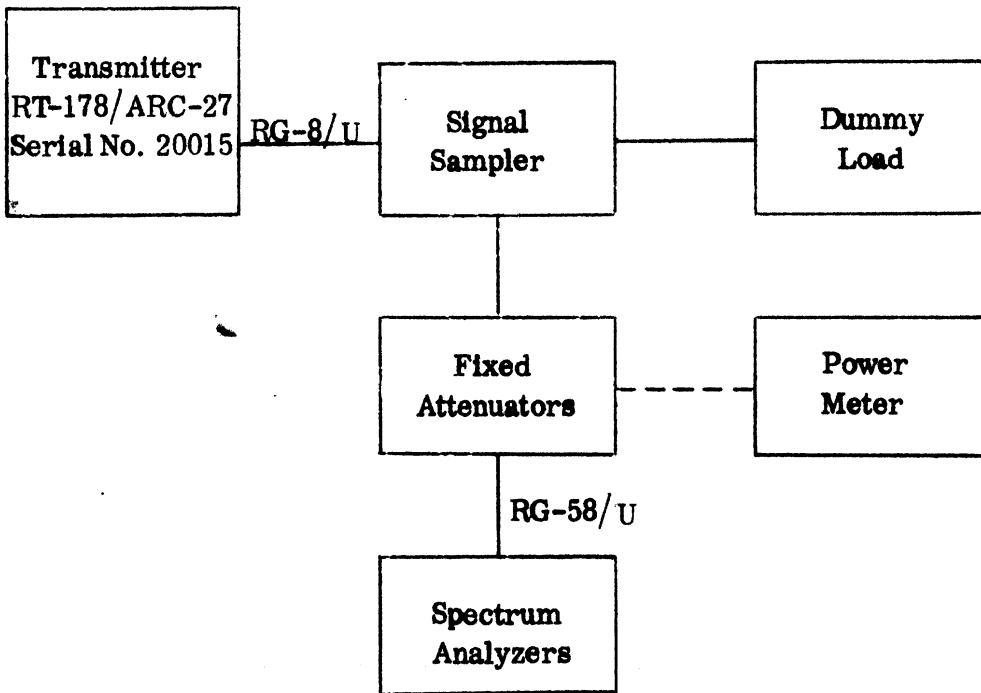 Transmitter
RT-178/ARC-27
Serial No. 20015
RG-8/U
Signal
Sampler
Dummy
Load
Fixed
Attenuators
Power
Meter
RG-58/U
Spectrum
Analyzers